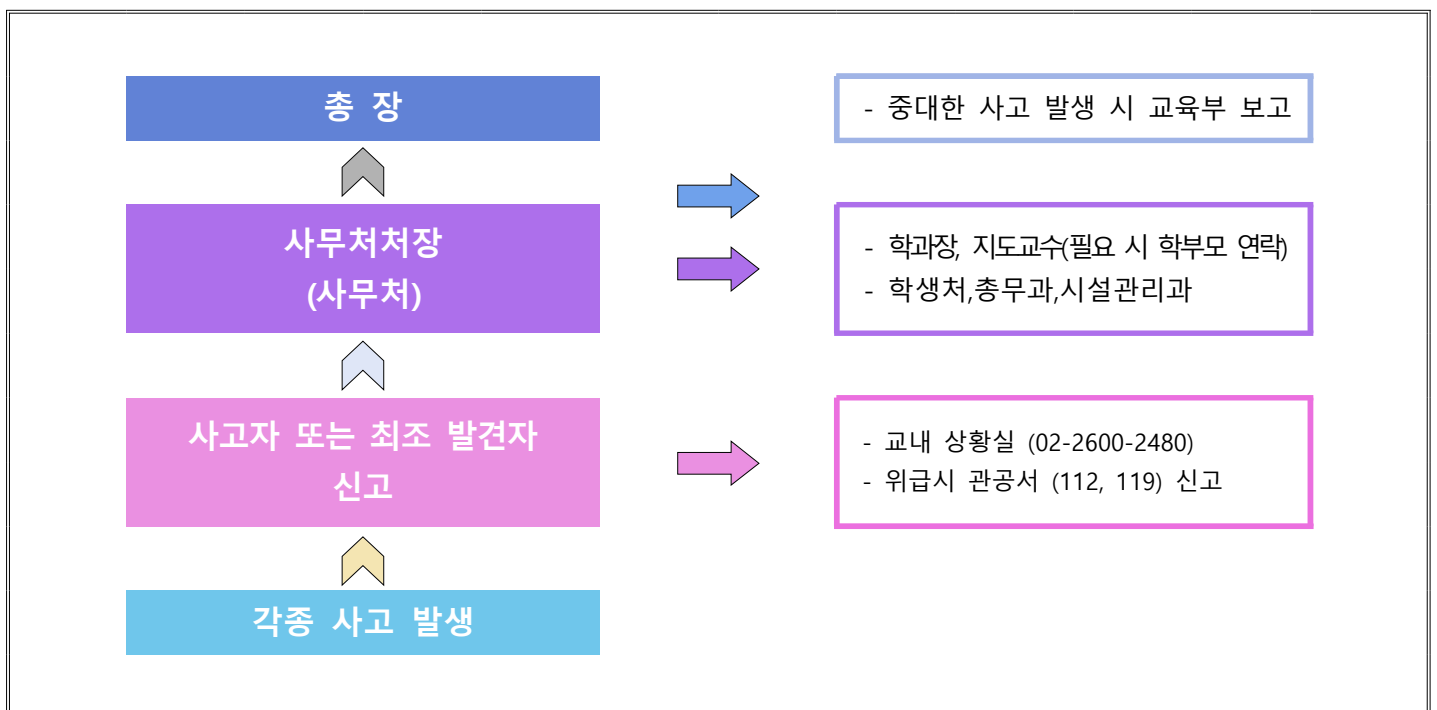 총 장
- 중대한 사고 발생 시 교육부 보고
사무처처장
(사무처)
- 학과장, 지도교수(필요 시 학부모 연락)
- 학생처,총무과,시설관리과
사고자 또는 최조 발견자
신고
- 교내 상황실 (02-2600-2480)
- 위급시 관공서 (112, 119) 신고
각종 사고 발생